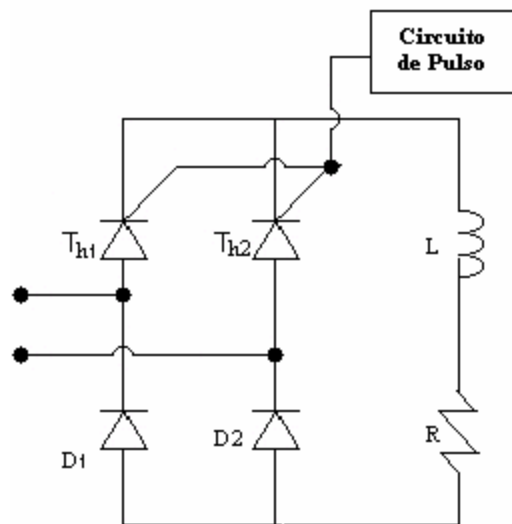 Circuito
de Pulso
Th1
Th2
L
D1
D2
R